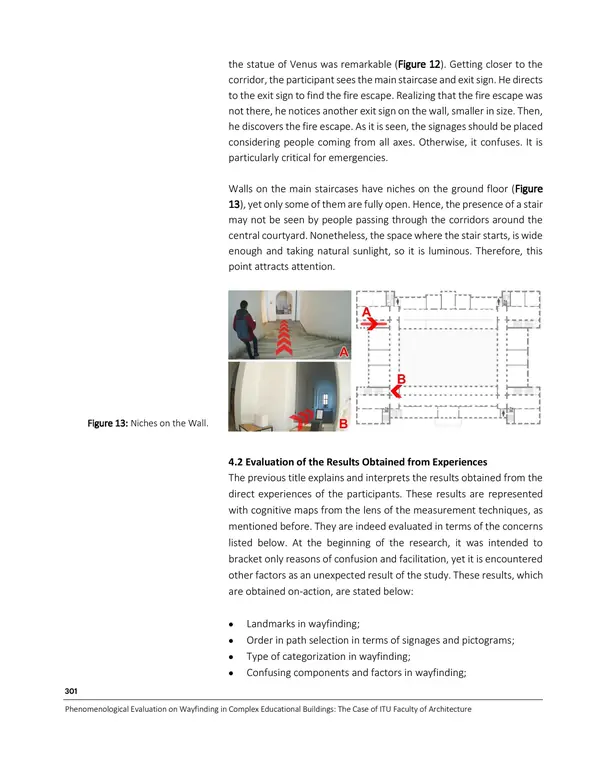 the statue of Venus was remarkable (Figure 12). Getting closer to the
corridor, the participant sees the main staircase and exit sign. He directs
to the exit sign to find the fire escape. Realizing that the fire escape was
not there, he notices another exit sign on the wall, smaller in size. Then,
he discovers the fire escape. As it is seen, the signages should be placed
considering people coming from all axes. Otherwise, it confuses. It is
particularly critical for emergencies.
Walls on the main staircases have niches on the ground floor (Figure
13), yet only some of them are fully open. Hence, the presence of a stair
may not be seen by people passing through the corridors around the
central courtyard. Nonetheless, the space where the stair starts, is wide
enough and taking natural sunlight, so it is luminous. Therefore, this
point attracts attention.
A
A
B
B
Figure 13: Niches on the Wall.
4.2 Evaluation of the Results Obtained from Experiences
The previous title explains and interprets the results obtained from the
direct experiences of the participants. These results are represented
with cognitive maps from the lens of the measurement techniques, as
mentioned before. They are indeed evaluated in terms of the concerns
listed below. At the beginning of the research, it was intended to
bracket only reasons of confusion and facilitation, yet it is encountered
other factors as an unexpected result of the study. These results, which
are obtained on-action, are stated below:
● Landmarks in wayfinding;
● Order in path selection in terms of signages and pictograms;
● Type of categorization in wayfinding;
● Confusing components and factors in wayfinding;
301
Phenomenological Evaluation on Wayfinding in Complex Educational Buildings: The Case of ITU Faculty of Architecture